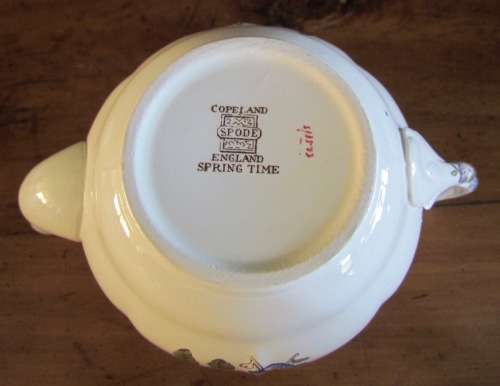 COPELAND
SPODE
ENGLAND
SPRING TIME